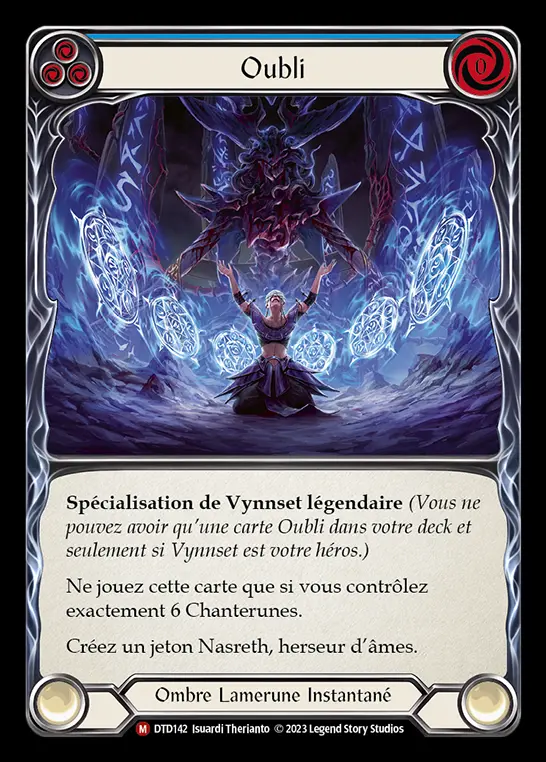 Oubli
0
Spécialisation de Vynnset légendaire (Vous ne
pouvez avoir qu'une carte Oubli dans votre deck et
seulement si Vynnset est votre héros.)
Ne jouez cette carte que si vous contrôlez
exactement 6 Chanterunes.
Créez un jeton Nasreth, herseur d'âmes.
Ombre Lamerune Instantané
M DTD142 Isuardi Therianto © 2023 Legend Story Studios